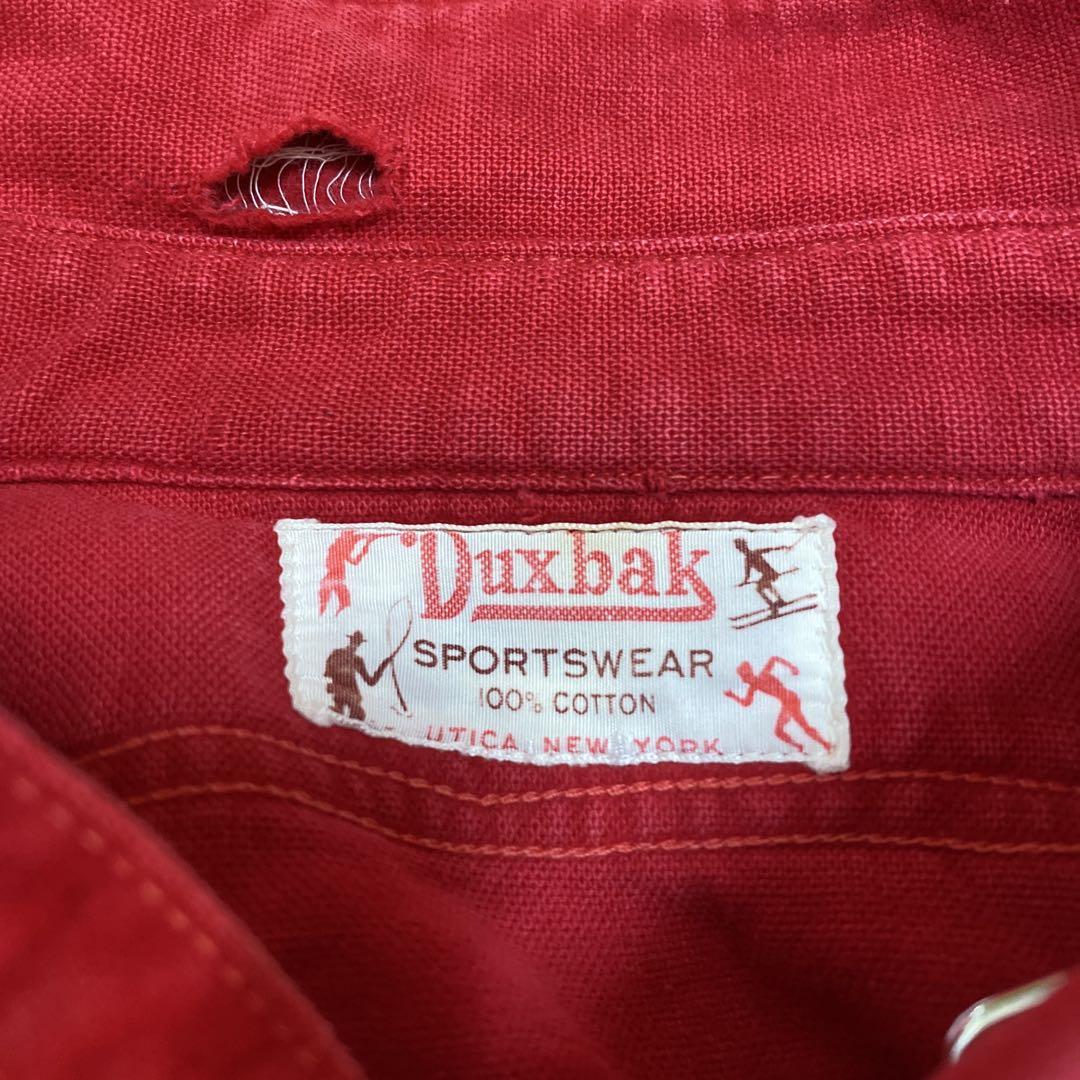 Duxbak
SPORTSWEAR
100% COTTON
UTICA, NEW YORK